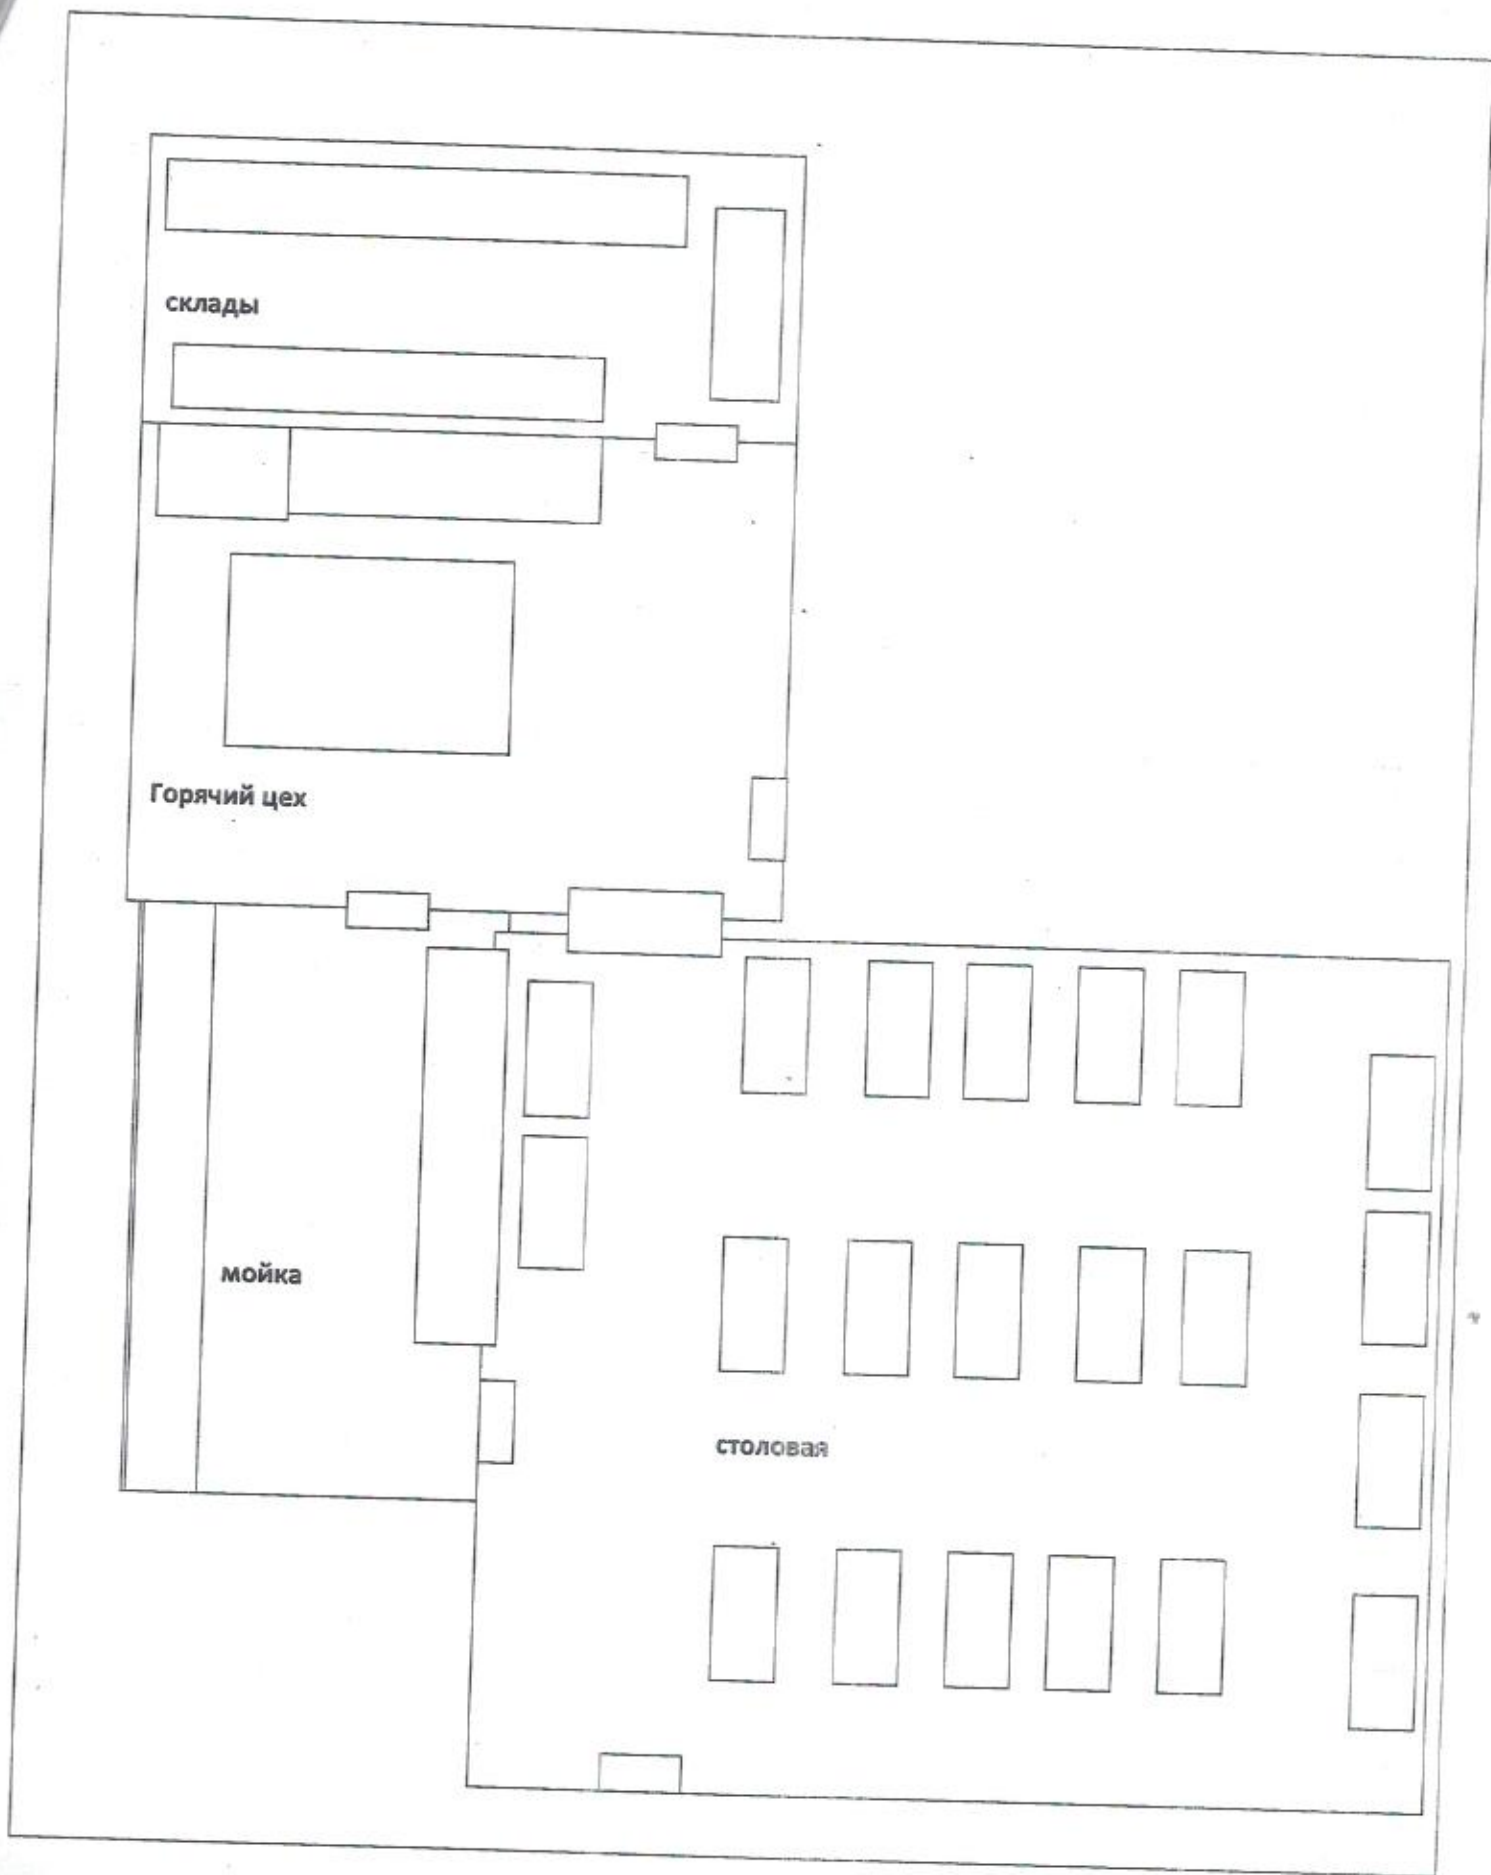 склады
Горячий цех
мойка
столовая